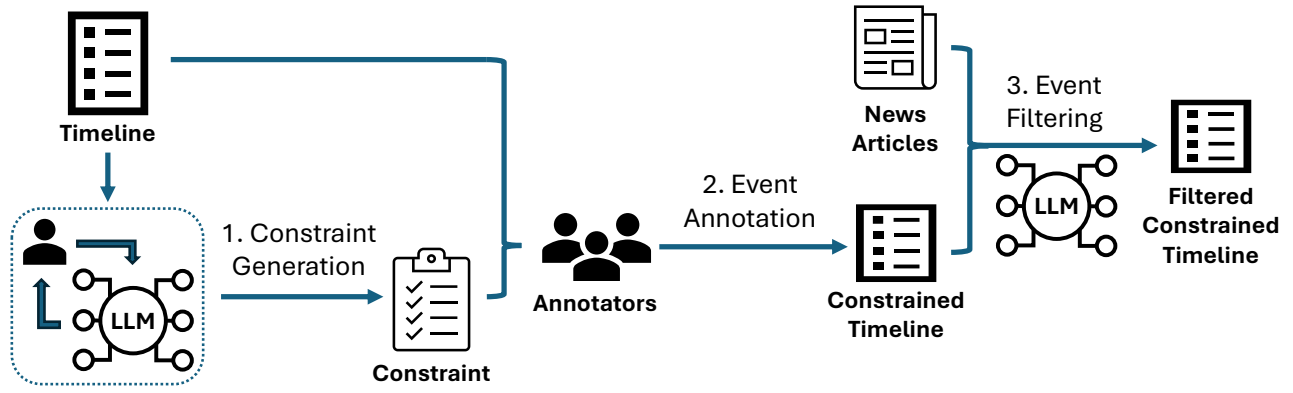 Timeline
LLM
1. Constraint
Generation
Constraint
Annotators
2. Event
Annotation
News
Articles
Constrained
Timeline
3. Event
Filtering
LLM
Filtered
Constrained
Timeline